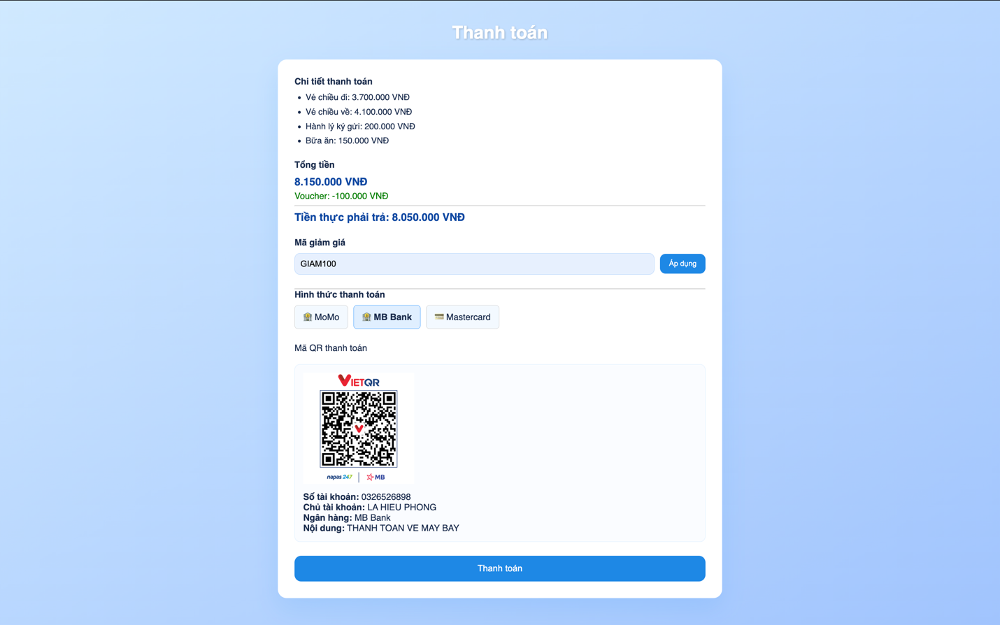 Thanh toán
Chi tiết thanh toán
• Vé chiều đi: 3.700.000 VNĐ
• Vé chiều về: 4.100.000 VNĐ
• Hành lý ký gửi: 200.000 VNĐ
• Bữa ăn: 150.000 VNĐ
Tổng tiền
8.150.000 VNĐ
Voucher: -100.000 VNĐ
Tiền thực phải trả: 8.050.000 VNĐ
Mã giảm giá
GIAM100 Áp dụng
Hình thức thanh toán
MoMo MB Bank Mastercard
Mã QR thanh toán
VIETQR
napas 247 MB
Số tài khoản: 0326526898
Chủ tài khoản: LA HIEU PHONG
Ngân hàng: MB Bank
Nội dung: THANH TOAN VE MAY BAY
Thanh toán